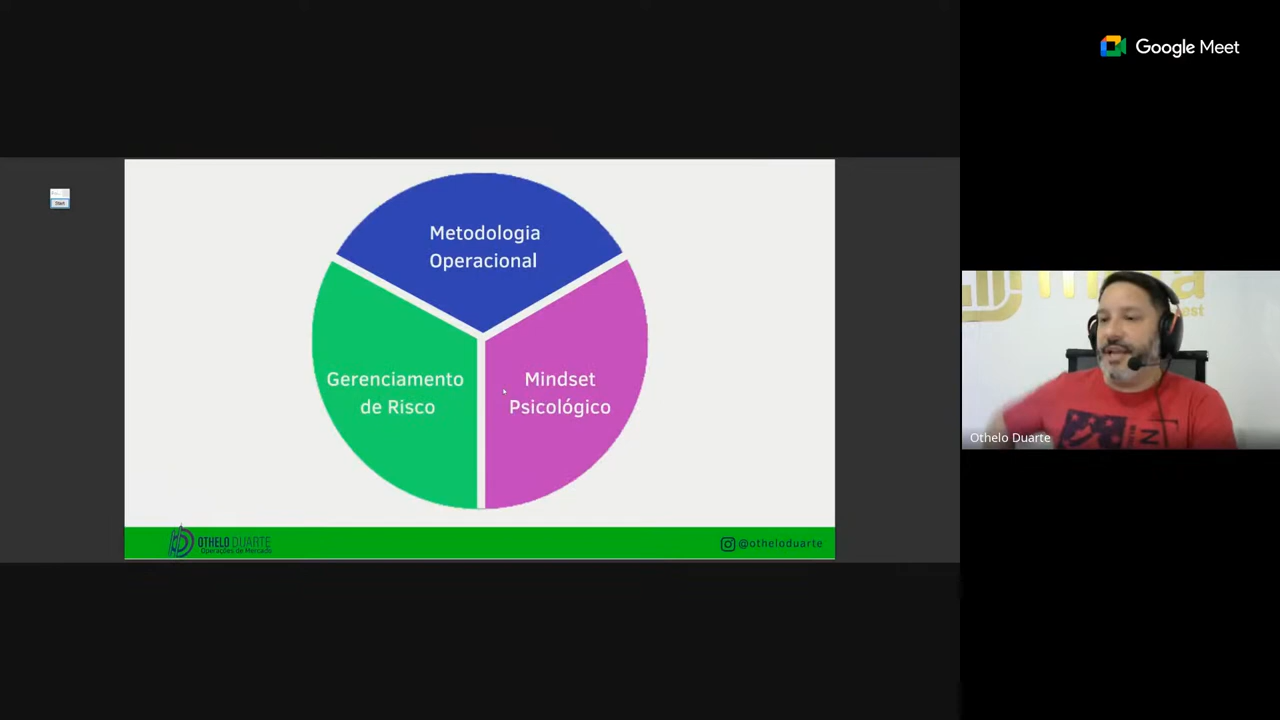 Google Meet
Metodologia
Operacional
Gerenciamento
de Risco
Mindset
Psicológico
OTHELO DUARTE
Operações de Mercado
@otheloduarte
Othelo Duarte